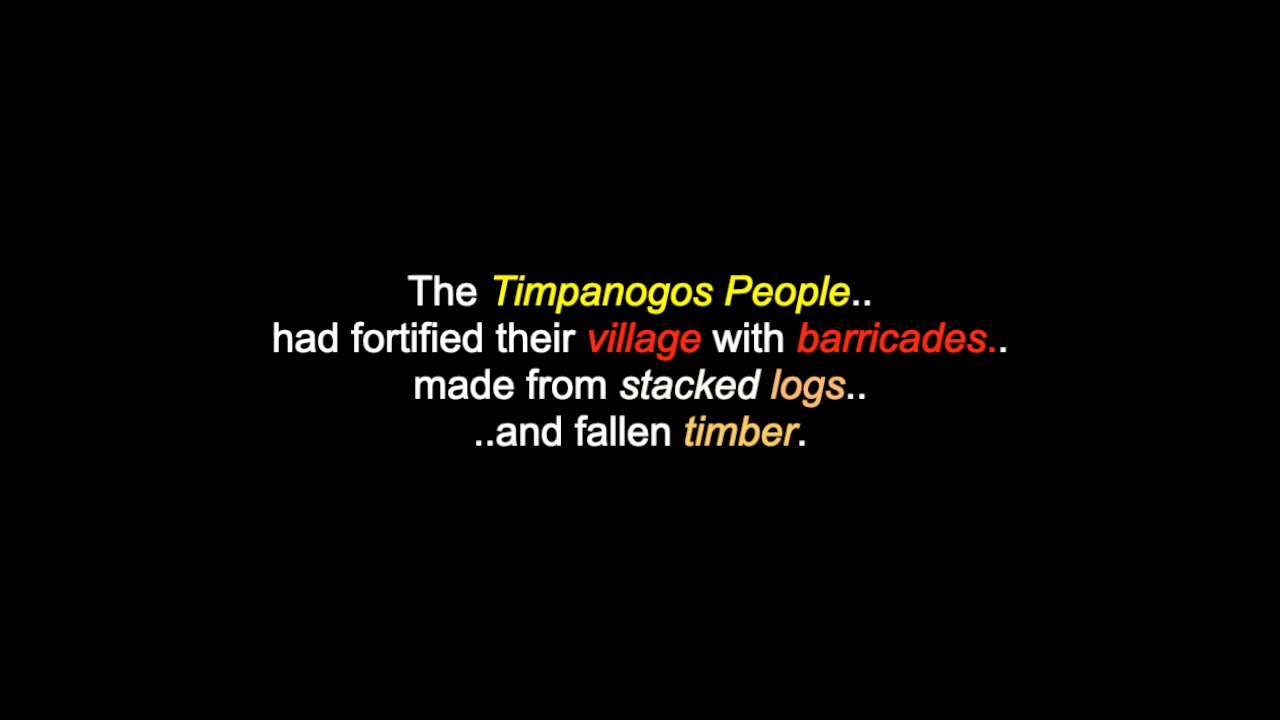 The Timpanogos People..
had fortified their village with barricades..
made from stacked logs..
..and fallen timber.